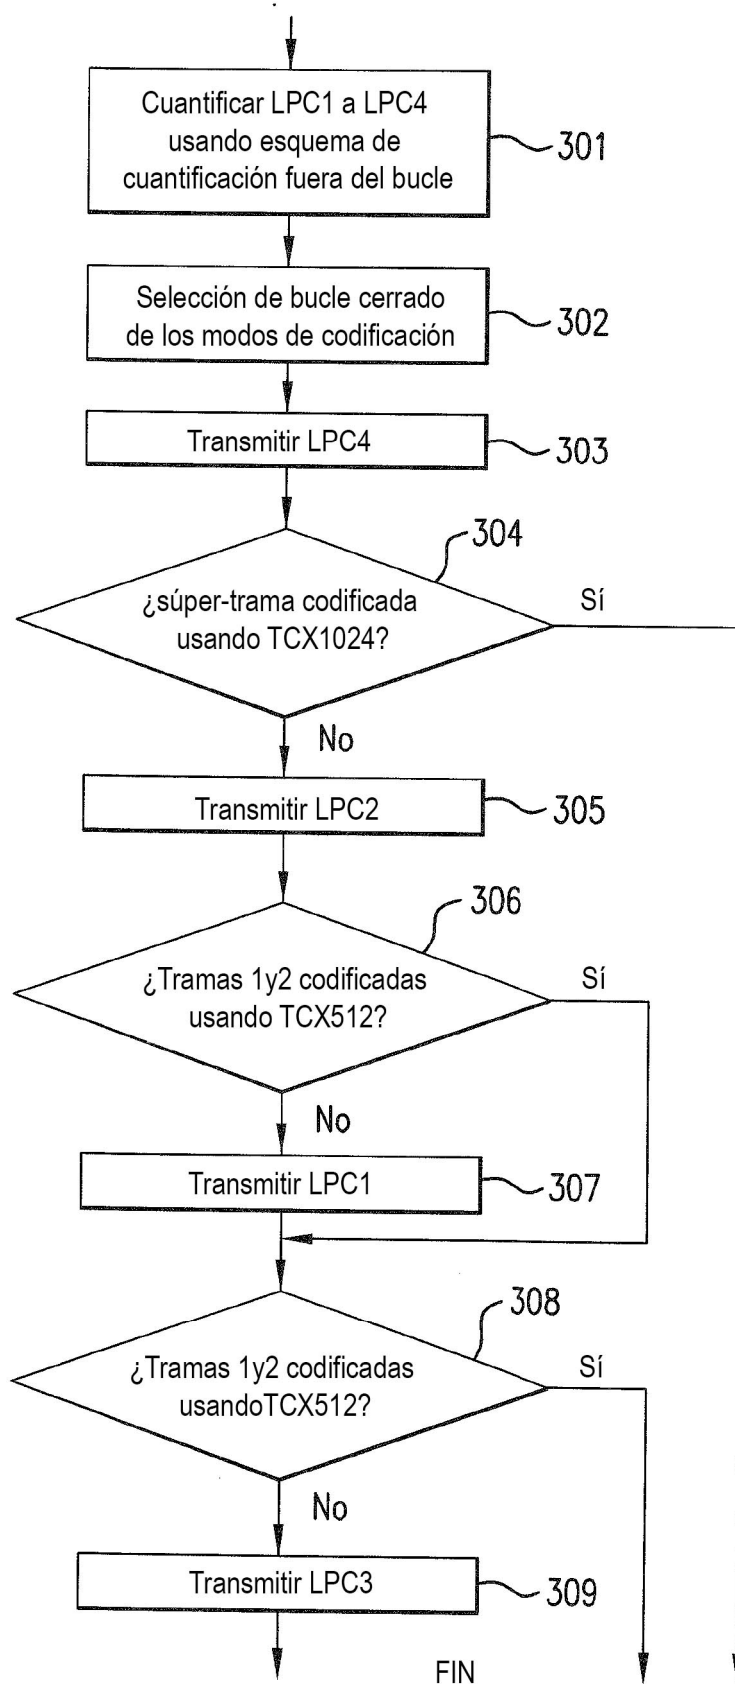 Cuantificar LPC1 a LPC4
usando esquema de
cuantificación fuera del bucle
301
Selección de bucle cerrado
de los modos de codificación
302
Transmitir LPC4
303
304
¿súper-trama codificada
usando TCX1024?
Sí
No
Transmitir LPC2
305
306
¿Tramas 1y2 codificadas
usando TCX512?
Sí
No
Transmitir LPC1
307
308
¿Tramas 1y2 codificadas
usandoTCX512?
Sí
No
Transmitir LPC3
309
FIN